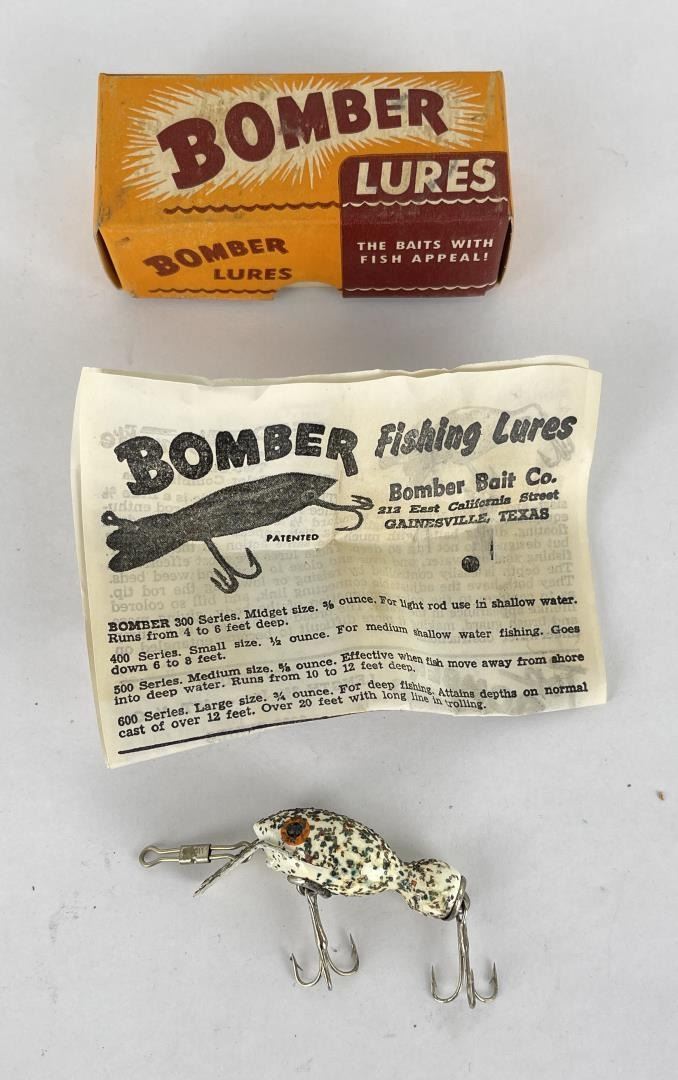 BOMBER
LURES
BOMBER
LURES
THE BAITS WITH
FISH APPEAL!
BOMBER Fishing Lures
Bomber Bait Co.
212 East California Street
GAINESVILLE, TEXAS
PATENTED
BOMBER 300 Series. Midget size. ⅜ ounce. For light rod use in shallow water.
Runs from 4 to 6 feet deep.
400 Series. Small size. ½ ounce. For medium shallow water fishing. Goes
down 6 to 8 feet.
500 Series. Medium size. ⅝ ounce. Effective when fish move away from shore
into deep water. Runs from 10 to 12 feet deep.
600 Series. Large size. ¾ ounce. For deep fishing. Attains depths on normal
cast of over 12 feet. Over 20 feet with long line in trolling.